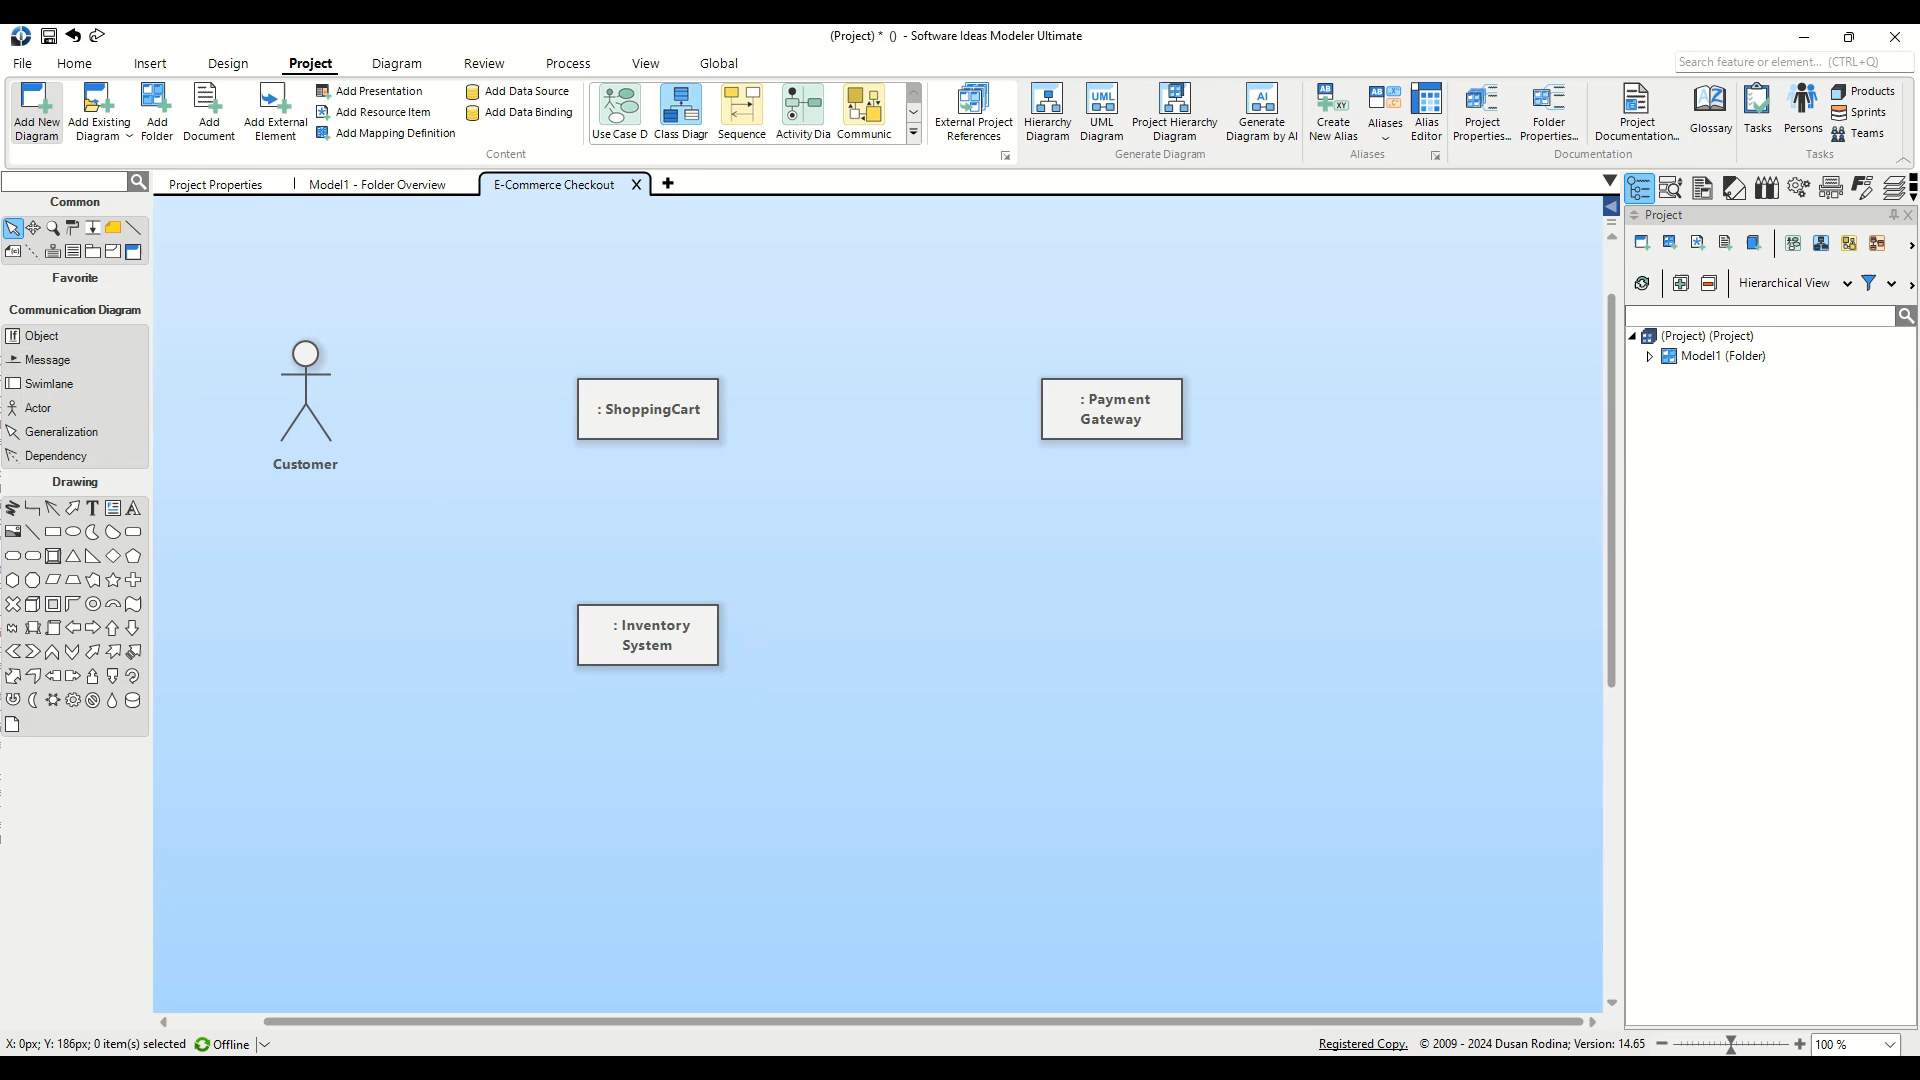 (Project) * () - Software Ideas Modeler Ultimate
File Home Insert Design Project Diagram Review Process View Global
Search feature or element... (CTRL+Q)
Add New Diagram
Add Existing Diagram
Add Folder
Add Document
Add External Element
Add Presentation
Add Resource Item
Add Mapping Definition
Add Data Source
Add Data Binding
Content
Use Case D
Class Diagr
Sequence
Activity Dia
Communic
External Project References
Hierarchy Diagram
UML Diagram
Project Hierarchy Diagram
Generate Diagram by AI
Generate Diagram
Create New Alias
Aliases
Alias Editor
Aliases
Project Properties...
Folder Properties...
Project Documentation...
Documentation
Glossary
Tasks
Persons
Products
Sprints
Teams
Tasks
Project Properties
Model1 - Folder Overview
E-Commerce Checkout X
Common
Favorite
Communication Diagram
Object
Message
Swimlane
Actor
Generalization
Dependency
Drawing
Customer
: ShoppingCart
: Payment
Gateway
: Inventory
System
Project
Hierarchical View
(Project) (Project)
Model1 (Folder)
X: 0px; Y: 186px; 0 item(s) selected
Offline
Registered Copy.
© 2009 - 2024 Dusan Rodina; Version: 14.65
100 %